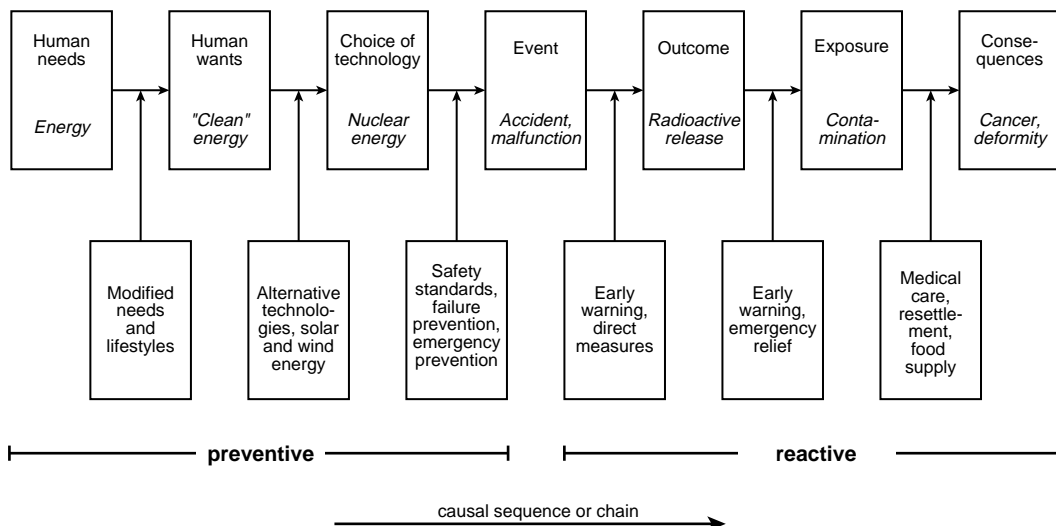 Human
needs
Energy
Human
wants
"Clean"
energy
Choice of
technology
Nuclear
energy
Event
Accident,
malfunction
Outcome
Radioactive
release
Exposure
Conta-
mination
Conse-
quences
Cancer,
deformity
Modified
needs
and
lifestyles
Alternative
technolo-
gies, solar
and wind
energy
Safety
standards,
failure
prevention,
emergency
prevention
Early
warning,
direct
measures
Early
warning,
emergency
relief
Medical
care,
resettle-
ment,
food
supply
preventive
reactive
causal sequence or chain